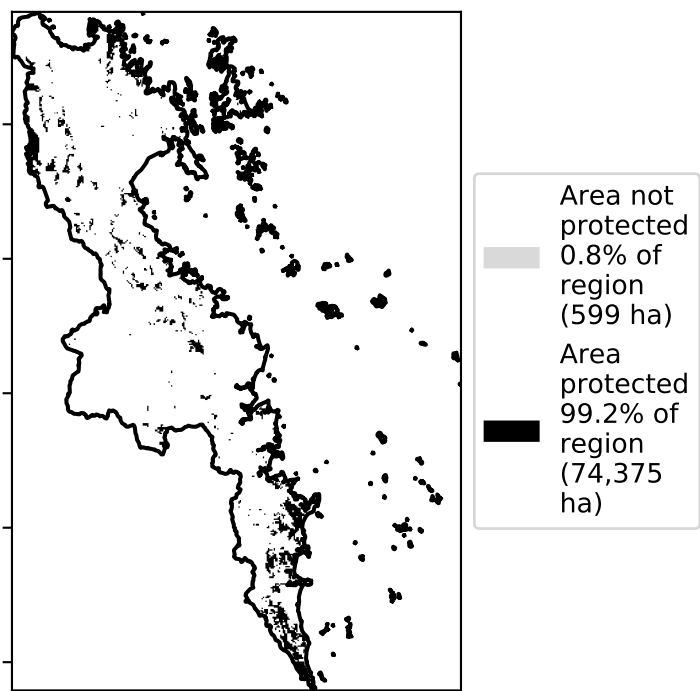 Area not
protected
0.8% of
region
(599 ha)
Area
protected
99.2% of
region
(74,375
ha)